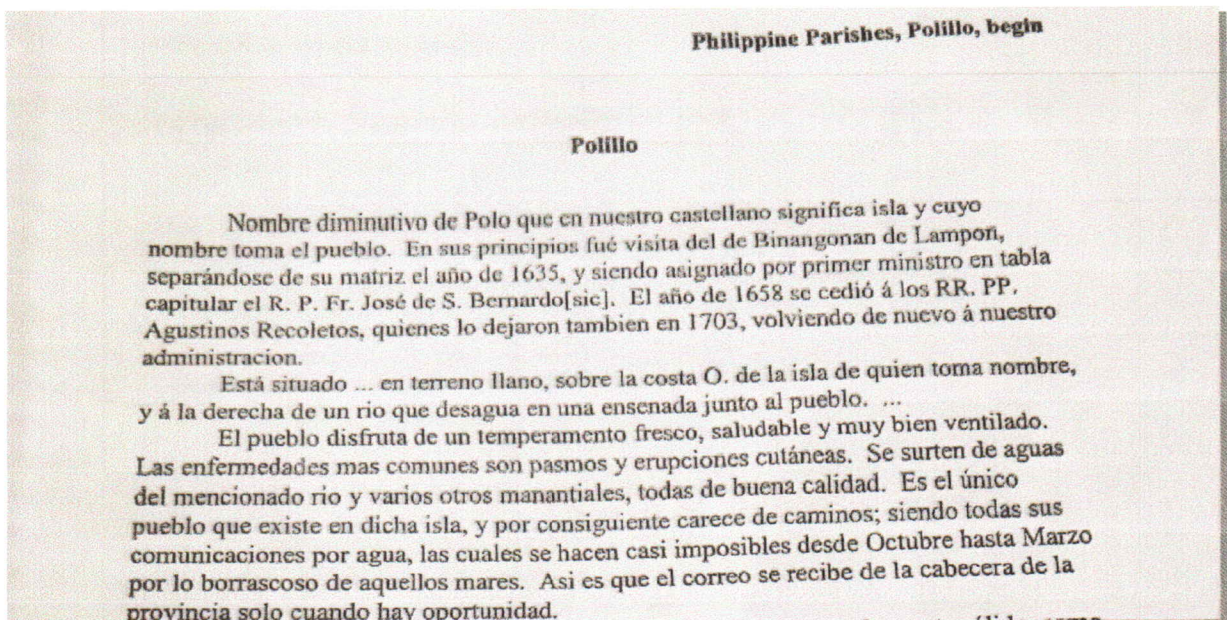 Philippine Parishes, Polillo, begin
Polillo
Nombre diminutivo de Polo que en nuestro castellano significa isla y cuyo
nombre toma el pueblo. En sus principios fué visita del de Binangonan de Lampon,
separándose de su matriz el año de 1635, y siendo asignado por primer ministro en tabla
capitular el R. P. Fr. José de S. Bernardo[sic]. El año de 1658 se cedió á los RR. PP.
Agustinos Recoletos, quienes lo dejaron tambien en 1703, volviendo de nuevo á nuestro
administracion.
Está situado ... en terreno llano, sobre la costa O. de la isla de quien toma nombre,
y á la derecha de un rio que desagua en una ensenada junto al pueblo. ...
El pueblo disfruta de un temperamento fresco, saludable y muy bien ventilado.
Las enfermedades mas comunes son pasmos y erupciones cutáneas. Se surten de aguas
del mencionado rio y varios otros manantiales, todas de buena calidad. Es el único
pueblo que existe en dicha isla, y por consiguiente carece de caminos; siendo todas sus
comunicaciones por agua, las cuales se hacen casi imposibles desde Octubre hasta Marzo
por lo borrascoso de aquellos mares. Asi es que el correo se recibe de la cabecera de la
provincia solo cuando hay oportunidad.